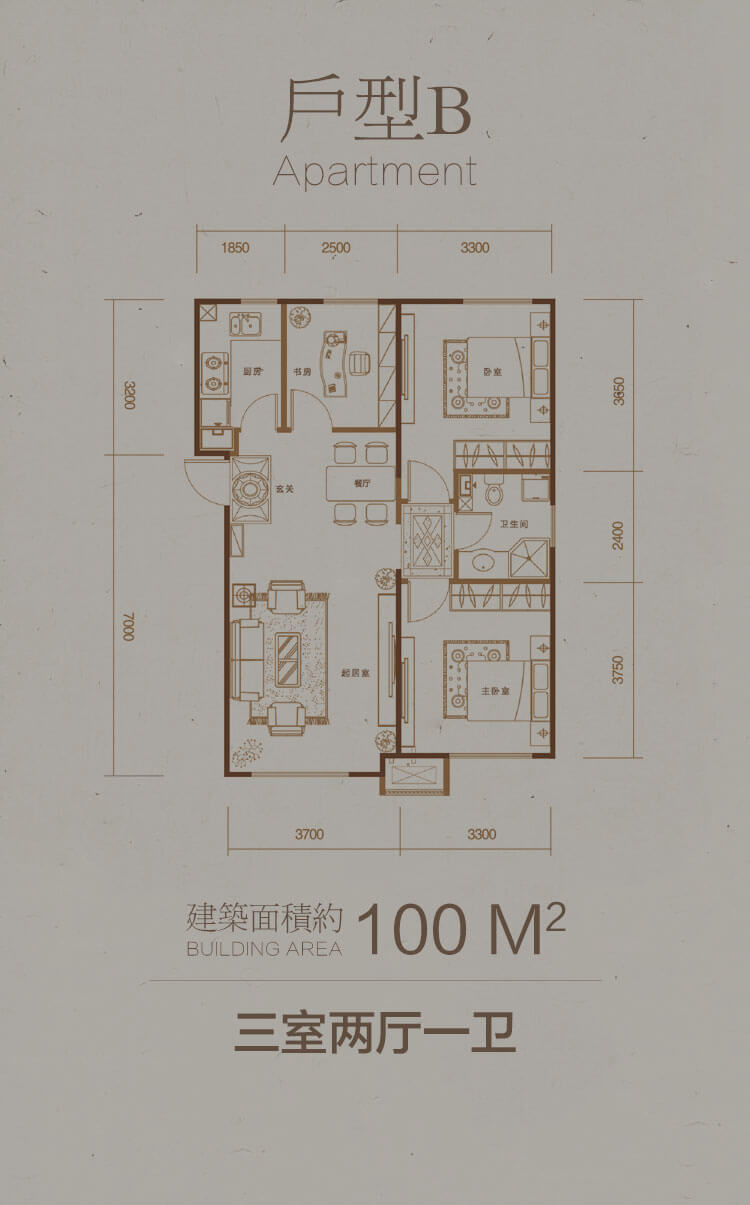 戶型B
Apartment
1850 2500 3300
3200
7000
3650
2400
3750
厨房
书房
卧室
玄关
餐厅
卫生间
起居室
主卧室
3700 3300
建築面積約 100 M²
BUILDING AREA
三室两厅一卫